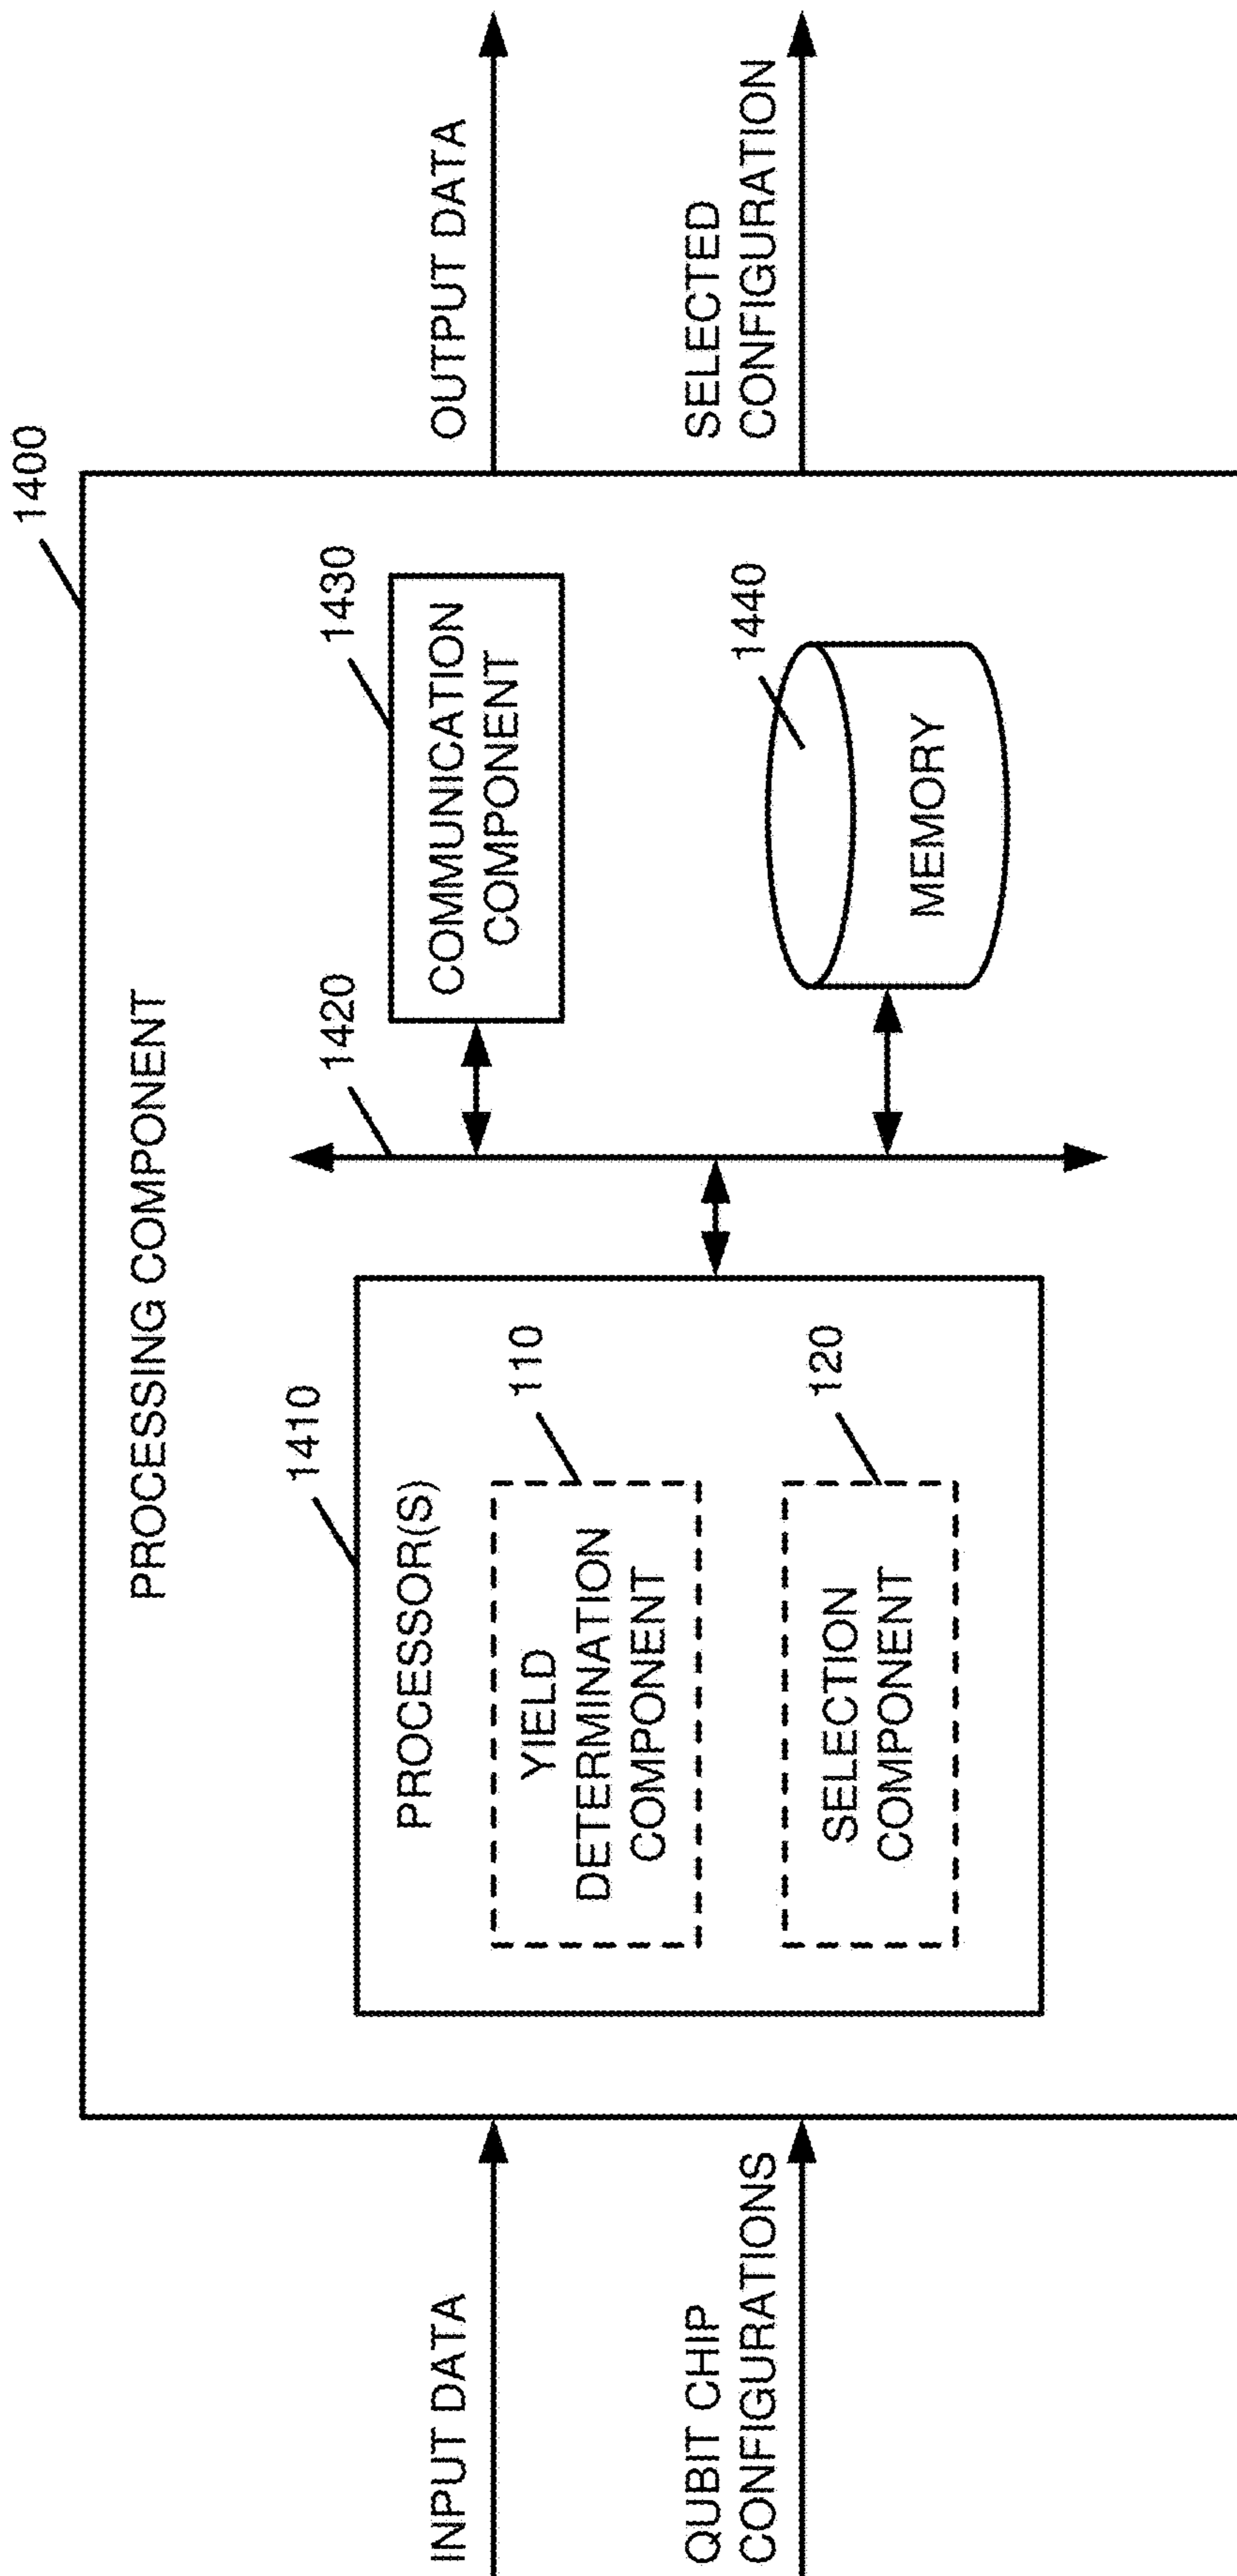 1400
PROCESSING COMPONENT
INPUT DATA
QUBIT CHIP
CONFIGURATIONS
1410
PROCESSOR(S)
110
YIELD
DETERMINATION
COMPONENT
120
SELECTION
COMPONENT
1420
1430
COMMUNICATION
COMPONENT
1440
MEMORY
OUTPUT DATA
SELECTED
CONFIGURATION